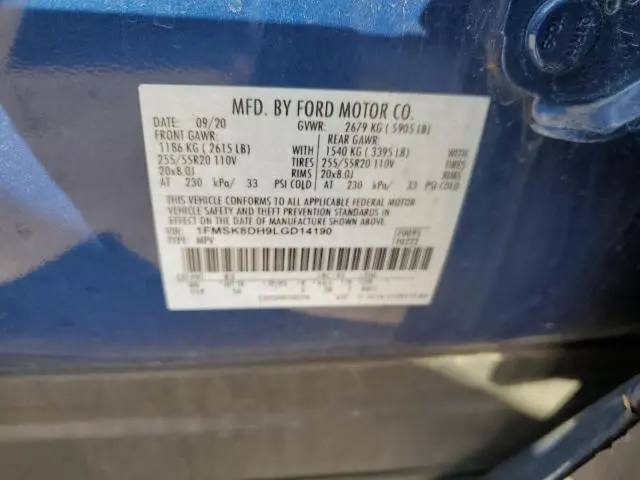 MFD. BY FORD MOTOR CO.
DATE: 09/20 GVWR: 2679 KG ( 5905 LB)
FRONT GAWR: REAR GAWR:
1186 KG ( 2615 LB) WITH 1540 KG ( 3395 LB) WITH
255/55R20 110V TIRES 255/55R20 110V TIRES
20x8.0J RIMS 20x8.0J RIMS
AT 230 kPa/ 33 PSI COLD AT 230 kPa/ 33 PSI COLD
THIS VEHICLE CONFORMS TO ALL APPLICABLE FEDERAL MOTOR
VEHICLE SAFETY AND THEFT PREVENTION STANDARDS IN EFFECT
ON THE DATE OF MANUFACTURE SHOWN ABOVE.
VIN: 1FMSK8DH9LGD14190
TYPE: MPV